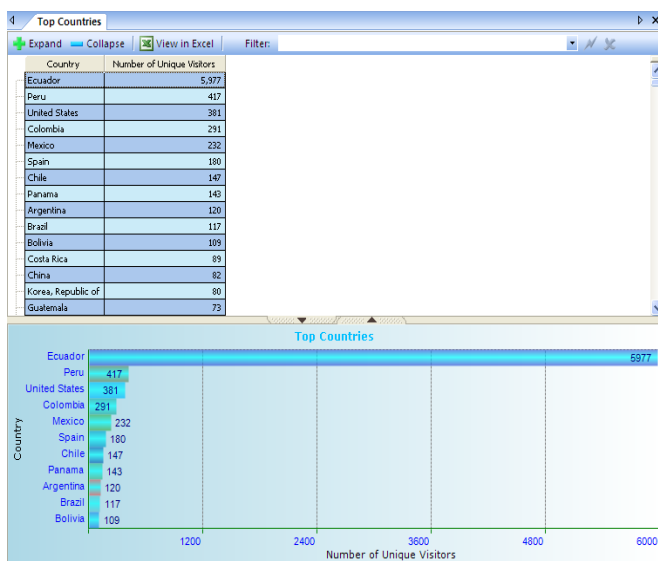 Top Countries
Expand Collapse View in Excel Filter:
Country Number of Unique Visitors
Ecuador 5,977
Peru 417
United States 381
Colombia 291
Mexico 232
Spain 180
Chile 147
Panama 143
Argentina 120
Brazil 117
Bolivia 109
Costa Rica 89
China 82
Korea, Republic of 80
Guatemala 73
Top Countries
Country
Ecuador 5977
Peru 417
United States 381
Colombia 291
Mexico 232
Spain 180
Chile 147
Panama 143
Argentina 120
Brazil 117
Bolivia 109
1200 2400 3600 4800 6000
Number of Unique Visitors